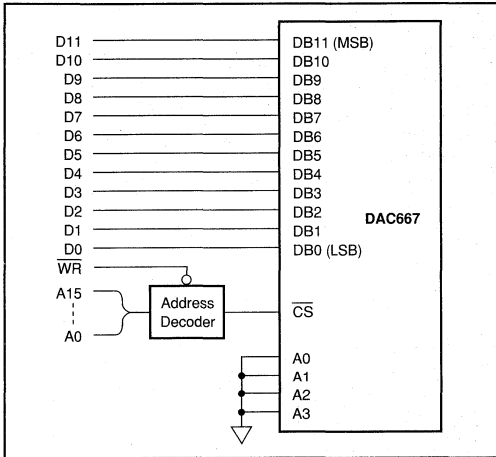 D11 DB11 (MSB)
D10 DB10
D9 DB9
D8 DB8
D7 DB7
D6 DB6
D5 DB5
D4 DB4
D3 DB3
D2 DB2
DAC667
D1 DB1
D0 DB0 (LSB)
WR
A15
Address
Decoder
CS
A0
A0
A1
A2
A3